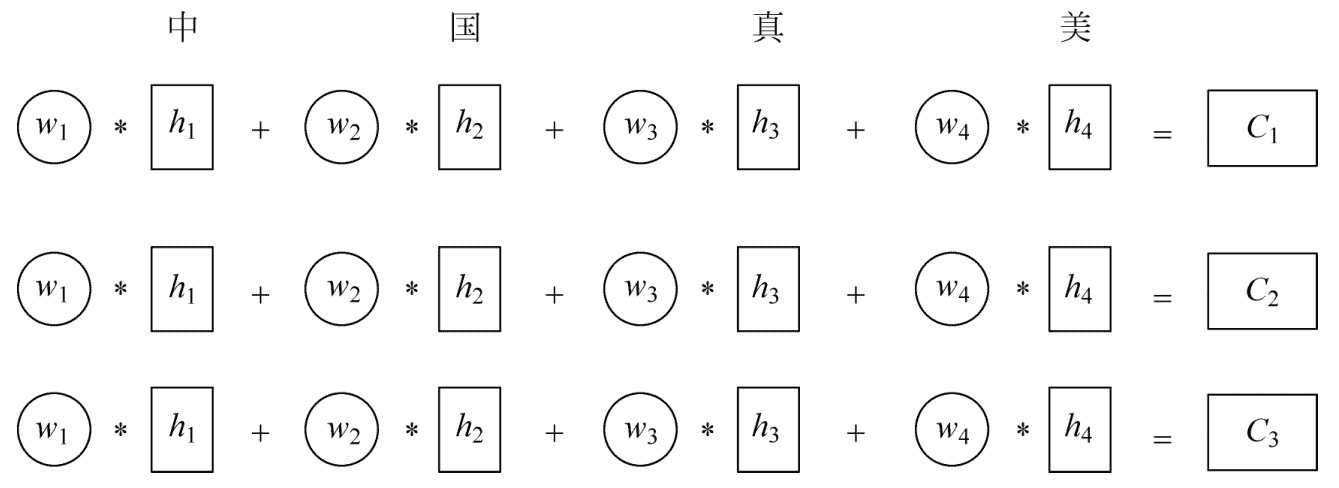 中 国 真 美
w₁ * h₁ + w₂ * h₂ + w₃ * h₃ + w₄ * h₄ = C₁
w₁ * h₁ + w₂ * h₂ + w₃ * h₃ + w₄ * h₄ = C₂
w₁ * h₁ + w₂ * h₂ + w₃ * h₃ + w₄ * h₄ = C₃